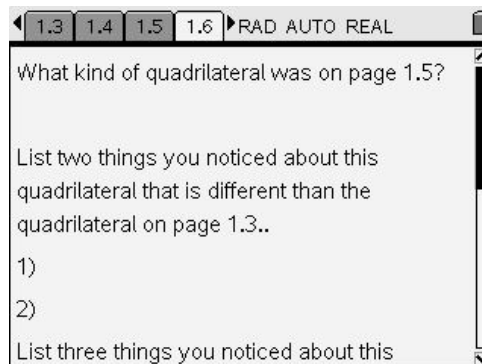 1.3 1.4 1.5 1.6 RAD AUTO REAL
What kind of quadrilateral was on page 1.5?
List two things you noticed about this
quadrilateral that is different than the
quadrilateral on page 1.3..
1)
2)
List three things you noticed about this